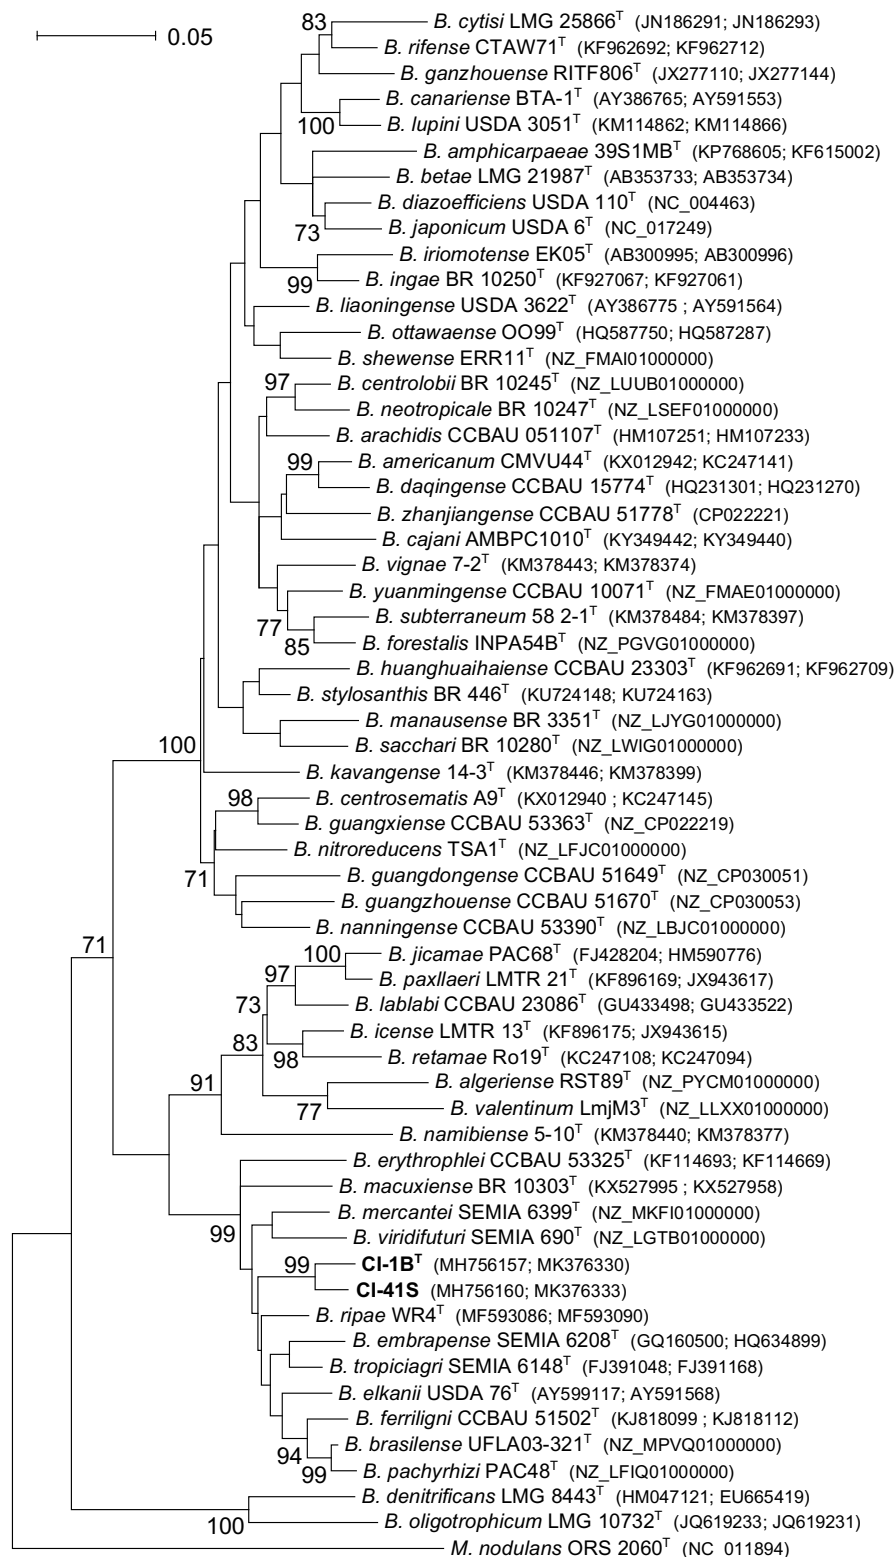 83
B. cytisi LMG 25866T (JN186291; JN186293)
0.05
B. rifense CTAW71T (KF962692; KF962712)
B. ganzhouense RITF806T (JX277110; JX277144)
B. canariense BTA-1T (AY386765; AY591553)
100
B. lupini USDA 3051T (KM114862; KM114866)
B. amphicarpaeae 39S1MBT (KP768605; KF615002)
B. betae LMG 21987T (AB353733; AB353734)
B. diazoefficiens USDA 110T (NC_004463)
73
B. japonicum USDA 6T (NC_017249)
B. iriomotense EK05T (AB300995; AB300996)
99
B. ingae BR 10250T (KF927067; KF927061)
B. liaoningense USDA 3622T (AY386775 ; AY591564)
B. ottawaense OO99T (HQ587750; HQ587287)
B. shewense ERR11T (NZ_FMAI01000000)
97
B. centrolobii BR 10245T (NZ_LUUB01000000)
B. neotropicale BR 10247T (NZ_LSEF01000000)
B. arachidis CCBAU 051107T (HM107251; HM107233)
99
B. americanum CMVU44T (KX012942; KC247141)
B. daqingense CCBAU 15774T (HQ231301; HQ231270)
B. zhanjiangense CCBAU 51778T (CP022221)
B. cajani AMBPC1010T (KY349442; KY349440)
B. vignae 7-2T (KM378443; KM378374)
B. yuanmingense CCBAU 10071T (NZ_FMAE01000000)
B. subterraneum 58 2-1T (KM378484; KM378397)
77
85
B. forestalis INPA54BT (NZ_PGVG01000000)
B. huanghuaihaiense CCBAU 23303T (KF962691; KF962709)
B. stylosanthis BR 446T (KU724148; KU724163)
B. manausense BR 3351T (NZ_LJYG01000000)
100
B. sacchari BR 10280T (NZ_LWIG01000000)
B. kavangense 14-3T (KM378446; KM378399)
98
B. centrosematis A9T (KX012940 ; KC247145)
B. guangxiense CCBAU 53363T (NZ_CP022219)
B. nitroreducens TSA1T (NZ_LFJC01000000)
71
B. guangdongense CCBAU 51649T (NZ_CP030051)
B. guangzhouense CCBAU 51670T (NZ_CP030053)
B. nanningense CCBAU 53390T (NZ_LBJC01000000)
71
100
B. jicamae PAC68T (FJ428204; HM590776)
97
B. paxllaeri LMTR 21T (KF896169; JX943617)
73
B. lablabi CCBAU 23086T (GU433498; GU433522)
B. icense LMTR 13T (KF896175; JX943615)
83
98
B. retamae Ro19T (KC247108; KC247094)
91
B. algeriense RST89T (NZ_PYCM01000000)
77
B. valentinum LmjM3T (NZ_LLXX01000000)
B. namibiense 5-10T (KM378440; KM378377)
B. erythrophlei CCBAU 53325T (KF114693; KF114669)
B. macuxiense BR 10303T (KX527995 ; KX527958)
B. mercantei SEMIA 6399T (NZ_MKFI01000000)
99
B. viridifuturi SEMIA 690T (NZ_LGTB01000000)
99
CI-1BT (MH756157; MK376330)
CI-41S (MH756160; MK376333)
B. ripae WR4T (MF593086; MF593090)
B. embrapense SEMIA 6208T (GQ160500; HQ634899)
B. tropiciagri SEMIA 6148T (FJ391048; FJ391168)
B. elkanii USDA 76T (AY599117; AY591568)
B. ferriligni CCBAU 51502T (KJ818099 ; KJ818112)
94
B. brasilense UFLA03-321T (NZ_MPVQ01000000)
99
B. pachyrhizi PAC48T (NZ_LFIQ01000000)
B. denitrificans LMG 8443T (HM047121; EU665419)
100
B. oligotrophicum LMG 10732T (JQ619233; JQ619231)
M. nodulans ORS 2060T (NC_011894)